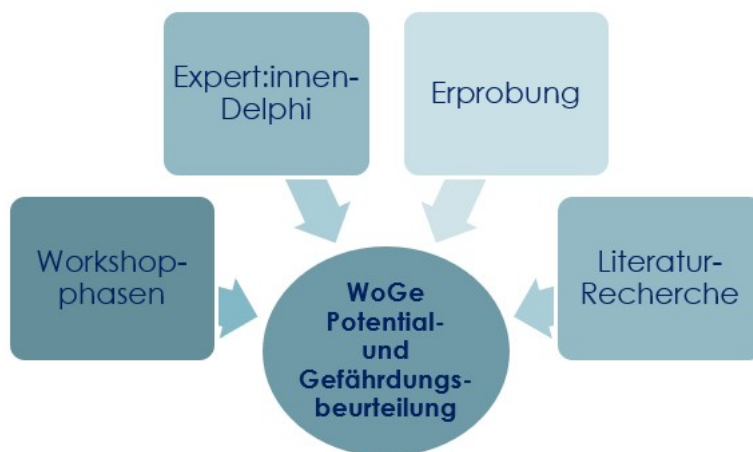 Expert:innen-
Delphi
Erprobung
Workshop-
phasen
Literatur-
Recherche
WoGe
Potential-
und
Gefährdungs-
beurteilung